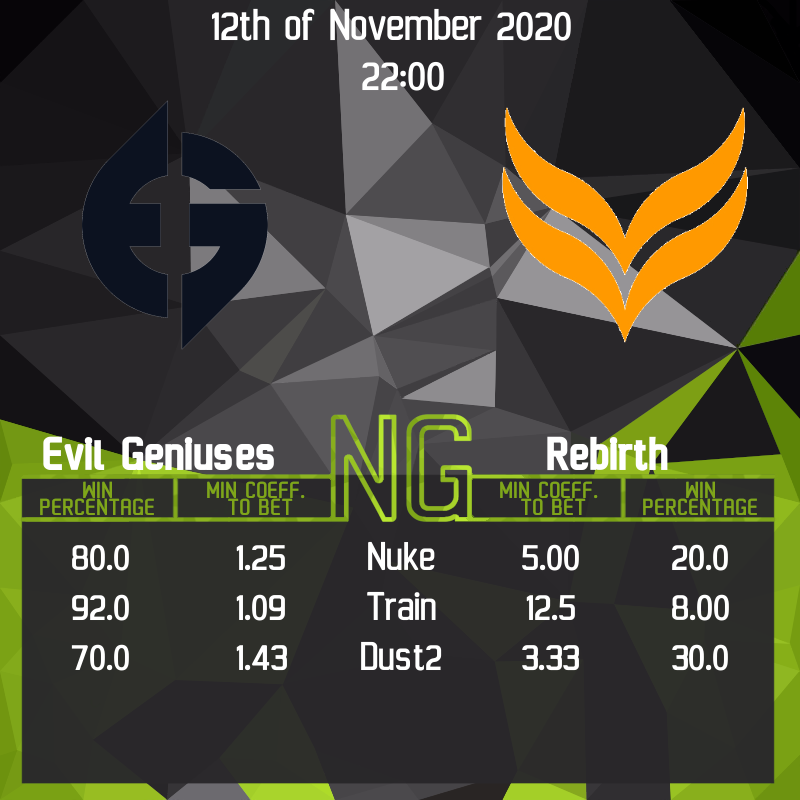 12th of November 2020
22:00
EG
Evil Geniuses
NG
Rebirth
WIN PERCENTAGE MIN COEFF. TO BET MIN COEFF. TO BET WIN PERCENTAGE
80.0 1.25 Nuke 5.00 20.0
92.0 1.09 Train 12.5 8.00
70.0 1.43 Dust2 3.33 30.0